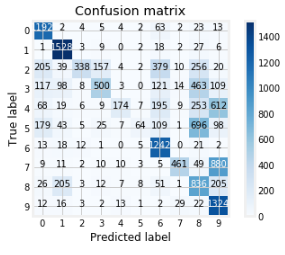 Confusion matrix
0 1192 2 4 5 4 2 63 2 23 13
1 1 1528 3 9 0 2 18 2 27 6
2 205 39 338 157 4 2 379 10 256 20
3 117 98 8 500 3 0 121 14 463 109
4 68 19 6 9 174 7 195 9 253 612
5 179 43 5 25 7 64 109 1 696 98
6 13 18 12 1 0 5 1242 0 21 2
7 9 11 2 10 10 3 5 461 49 880
8 26 205 3 12 7 8 51 1 836 205
9 12 16 3 2 13 1 2 29 22 1324
0 1 2 3 4 5 6 7 8 9
Predicted label
True label
1400
1200
1000
800
600
400
200
0